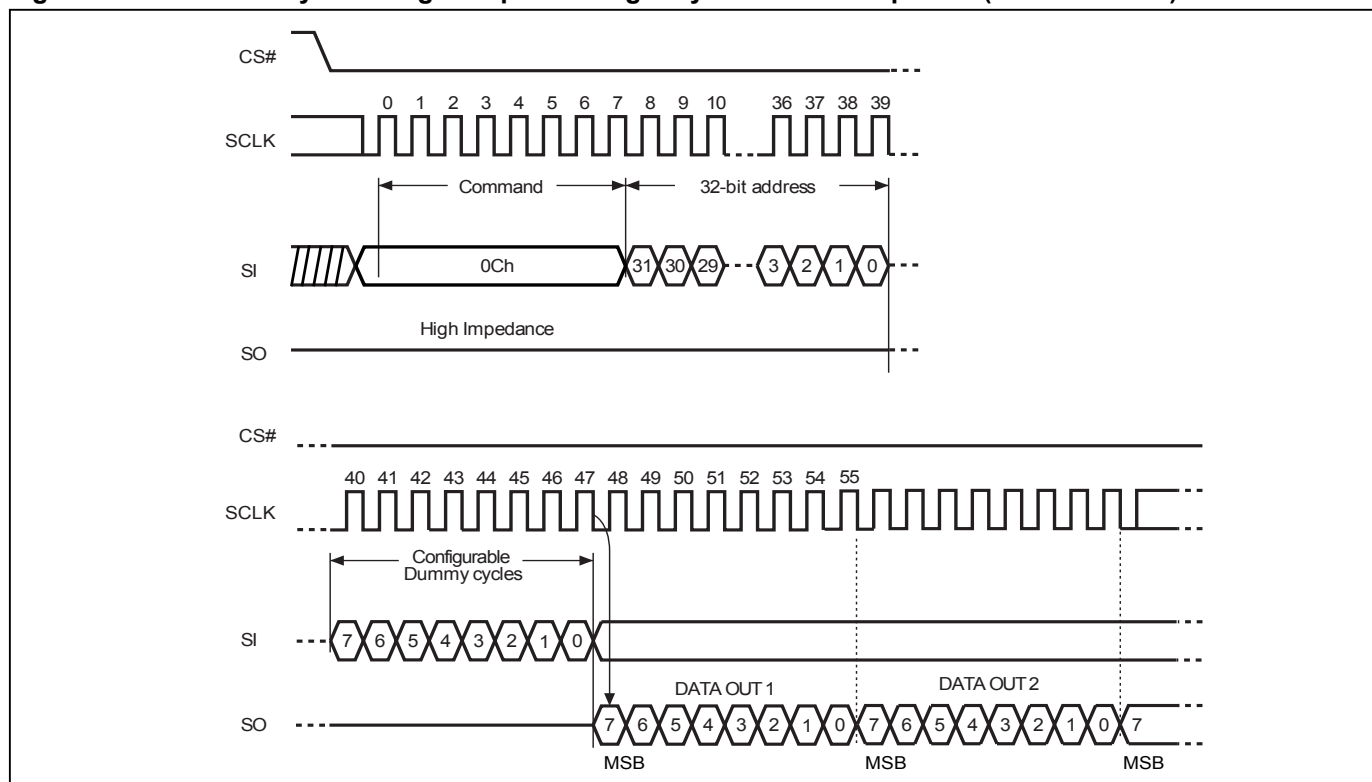 CS#
0 1 2 3 4 5 6 7 8 9 10 36 37 38 39
SCLK
Command 32-bit address
SI 0Ch 31 30 29 3 2 1 0
High Impedance
SO
CS#
40 41 42 43 44 45 46 47 48 49 50 51 52 53 54 55
SCLK
Configurable
Dummy cycles
SI 7 6 5 4 3 2 1 0
DATA OUT 1 DATA OUT 2
SO 7 6 5 4 3 2 1 0 7 6 5 4 3 2 1 0 7
MSB MSB MSB